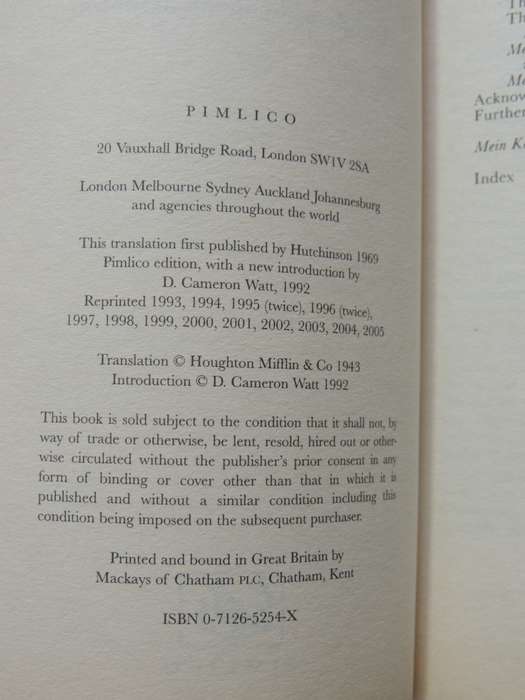 PIMLICO
20 Vauxhall Bridge Road, London SW1V 2SA
London Melbourne Sydney Auckland Johannesburg
and agencies throughout the world
This translation first published by Hutchinson 1969
Pimlico edition, with a new introduction by
D. Cameron Watt, 1992
Reprinted 1993, 1994, 1995 (twice), 1996 (twice),
1997, 1998, 1999, 2000, 2001, 2002, 2003, 2004, 2005
Translation © Houghton Mifflin & Co 1943
Introduction © D. Cameron Watt 1992
This book is sold subject to the condition that it shall not, by
way of trade or otherwise, be lent, resold, hired out or other-
wise circulated without the publisher's prior consent in any
form of binding or cover other than that in which it is
published and without a similar condition including this
condition being imposed on the subsequent purchaser.
Printed and bound in Great Britain by
Mackays of Chatham PLC, Chatham, Kent
ISBN 0-7126-5254-X
Th
Acknow
Further
Mein K
Index